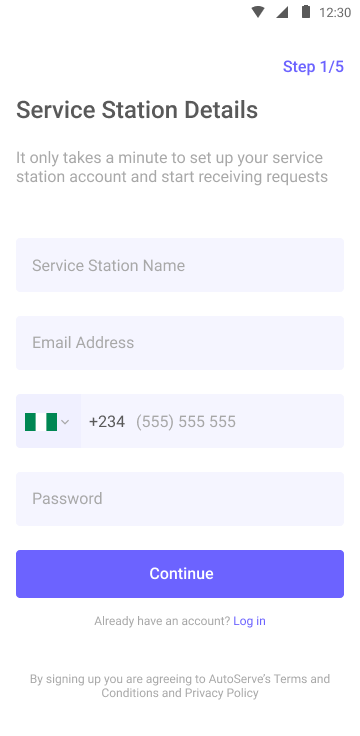 12:30
Step 1/5
Service Station Details
It only takes a minute to set up your service
station account and start receiving requests
Service Station Name
Email Address
+234 (555) 555 555
Password
Continue
Already have an account? Log in
By signing up you are agreeing to AutoServe's Terms and
Conditions and Privacy Policy